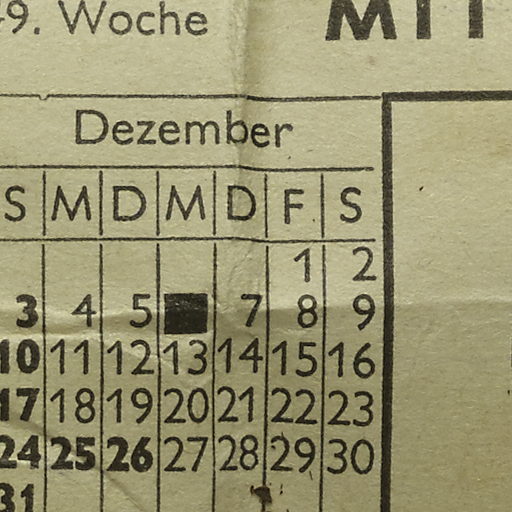 9. Woche MIT
Dezember
S M D M D F S
1 2
3 4 5 7 8 9
10 11 12 13 14 15 16
17 18 19 20 21 22 23
24 25 26 27 28 29 30
31